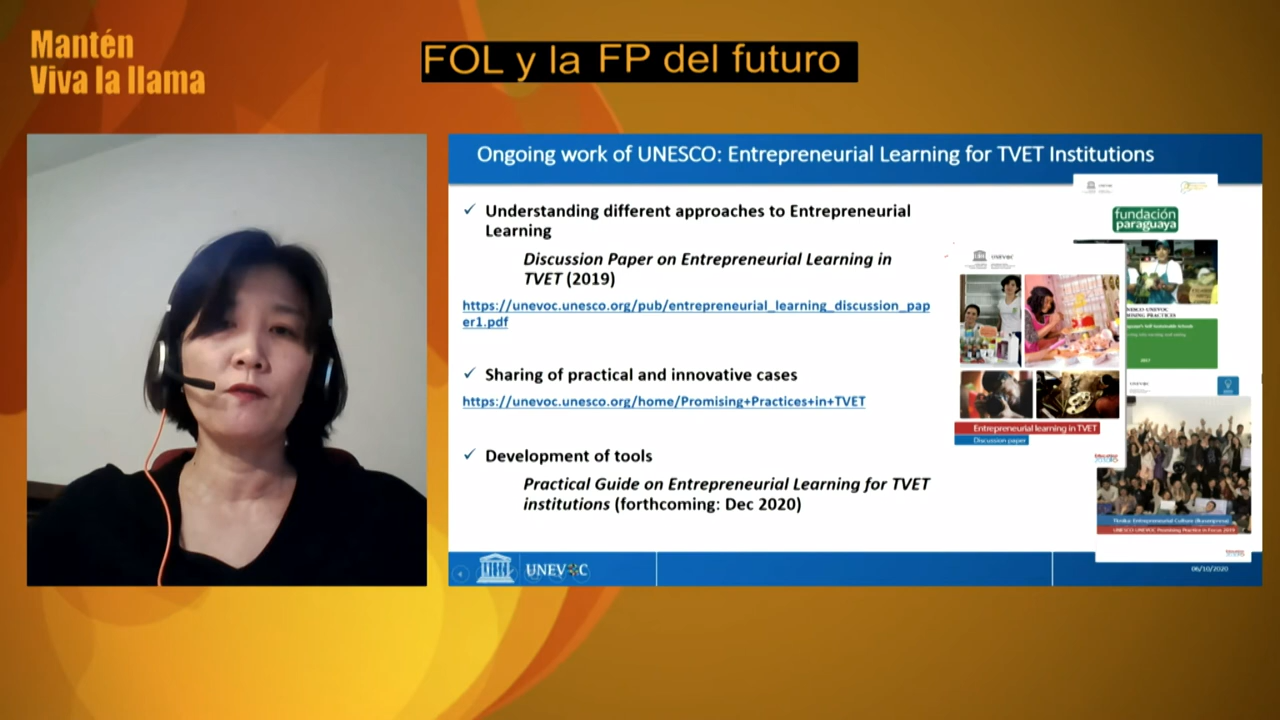 Mantén
Viva la llama
FOL y la FP del futuro
Ongoing work of UNESCO: Entrepreneurial Learning for TVET Institutions
✓ Understanding different approaches to Entrepreneurial
Learning
Discussion Paper on Entrepreneurial Learning in
TVET (2019)
https://unevoc.unesco.org/pub/entrepreneurial_learning_discussion_pap
er1.pdf
✓ Sharing of practical and innovative cases
https://unevoc.unesco.org/home/Promising+Practices+in+TVET
✓ Development of tools
Practical Guide on Entrepreneurial Learning for TVET
institutions (forthcoming: Dec 2020)
fundación
paraguaya
2017
Entrepreneurial learning in TVET
Discussion paper
UNEVOC
06/10/2020